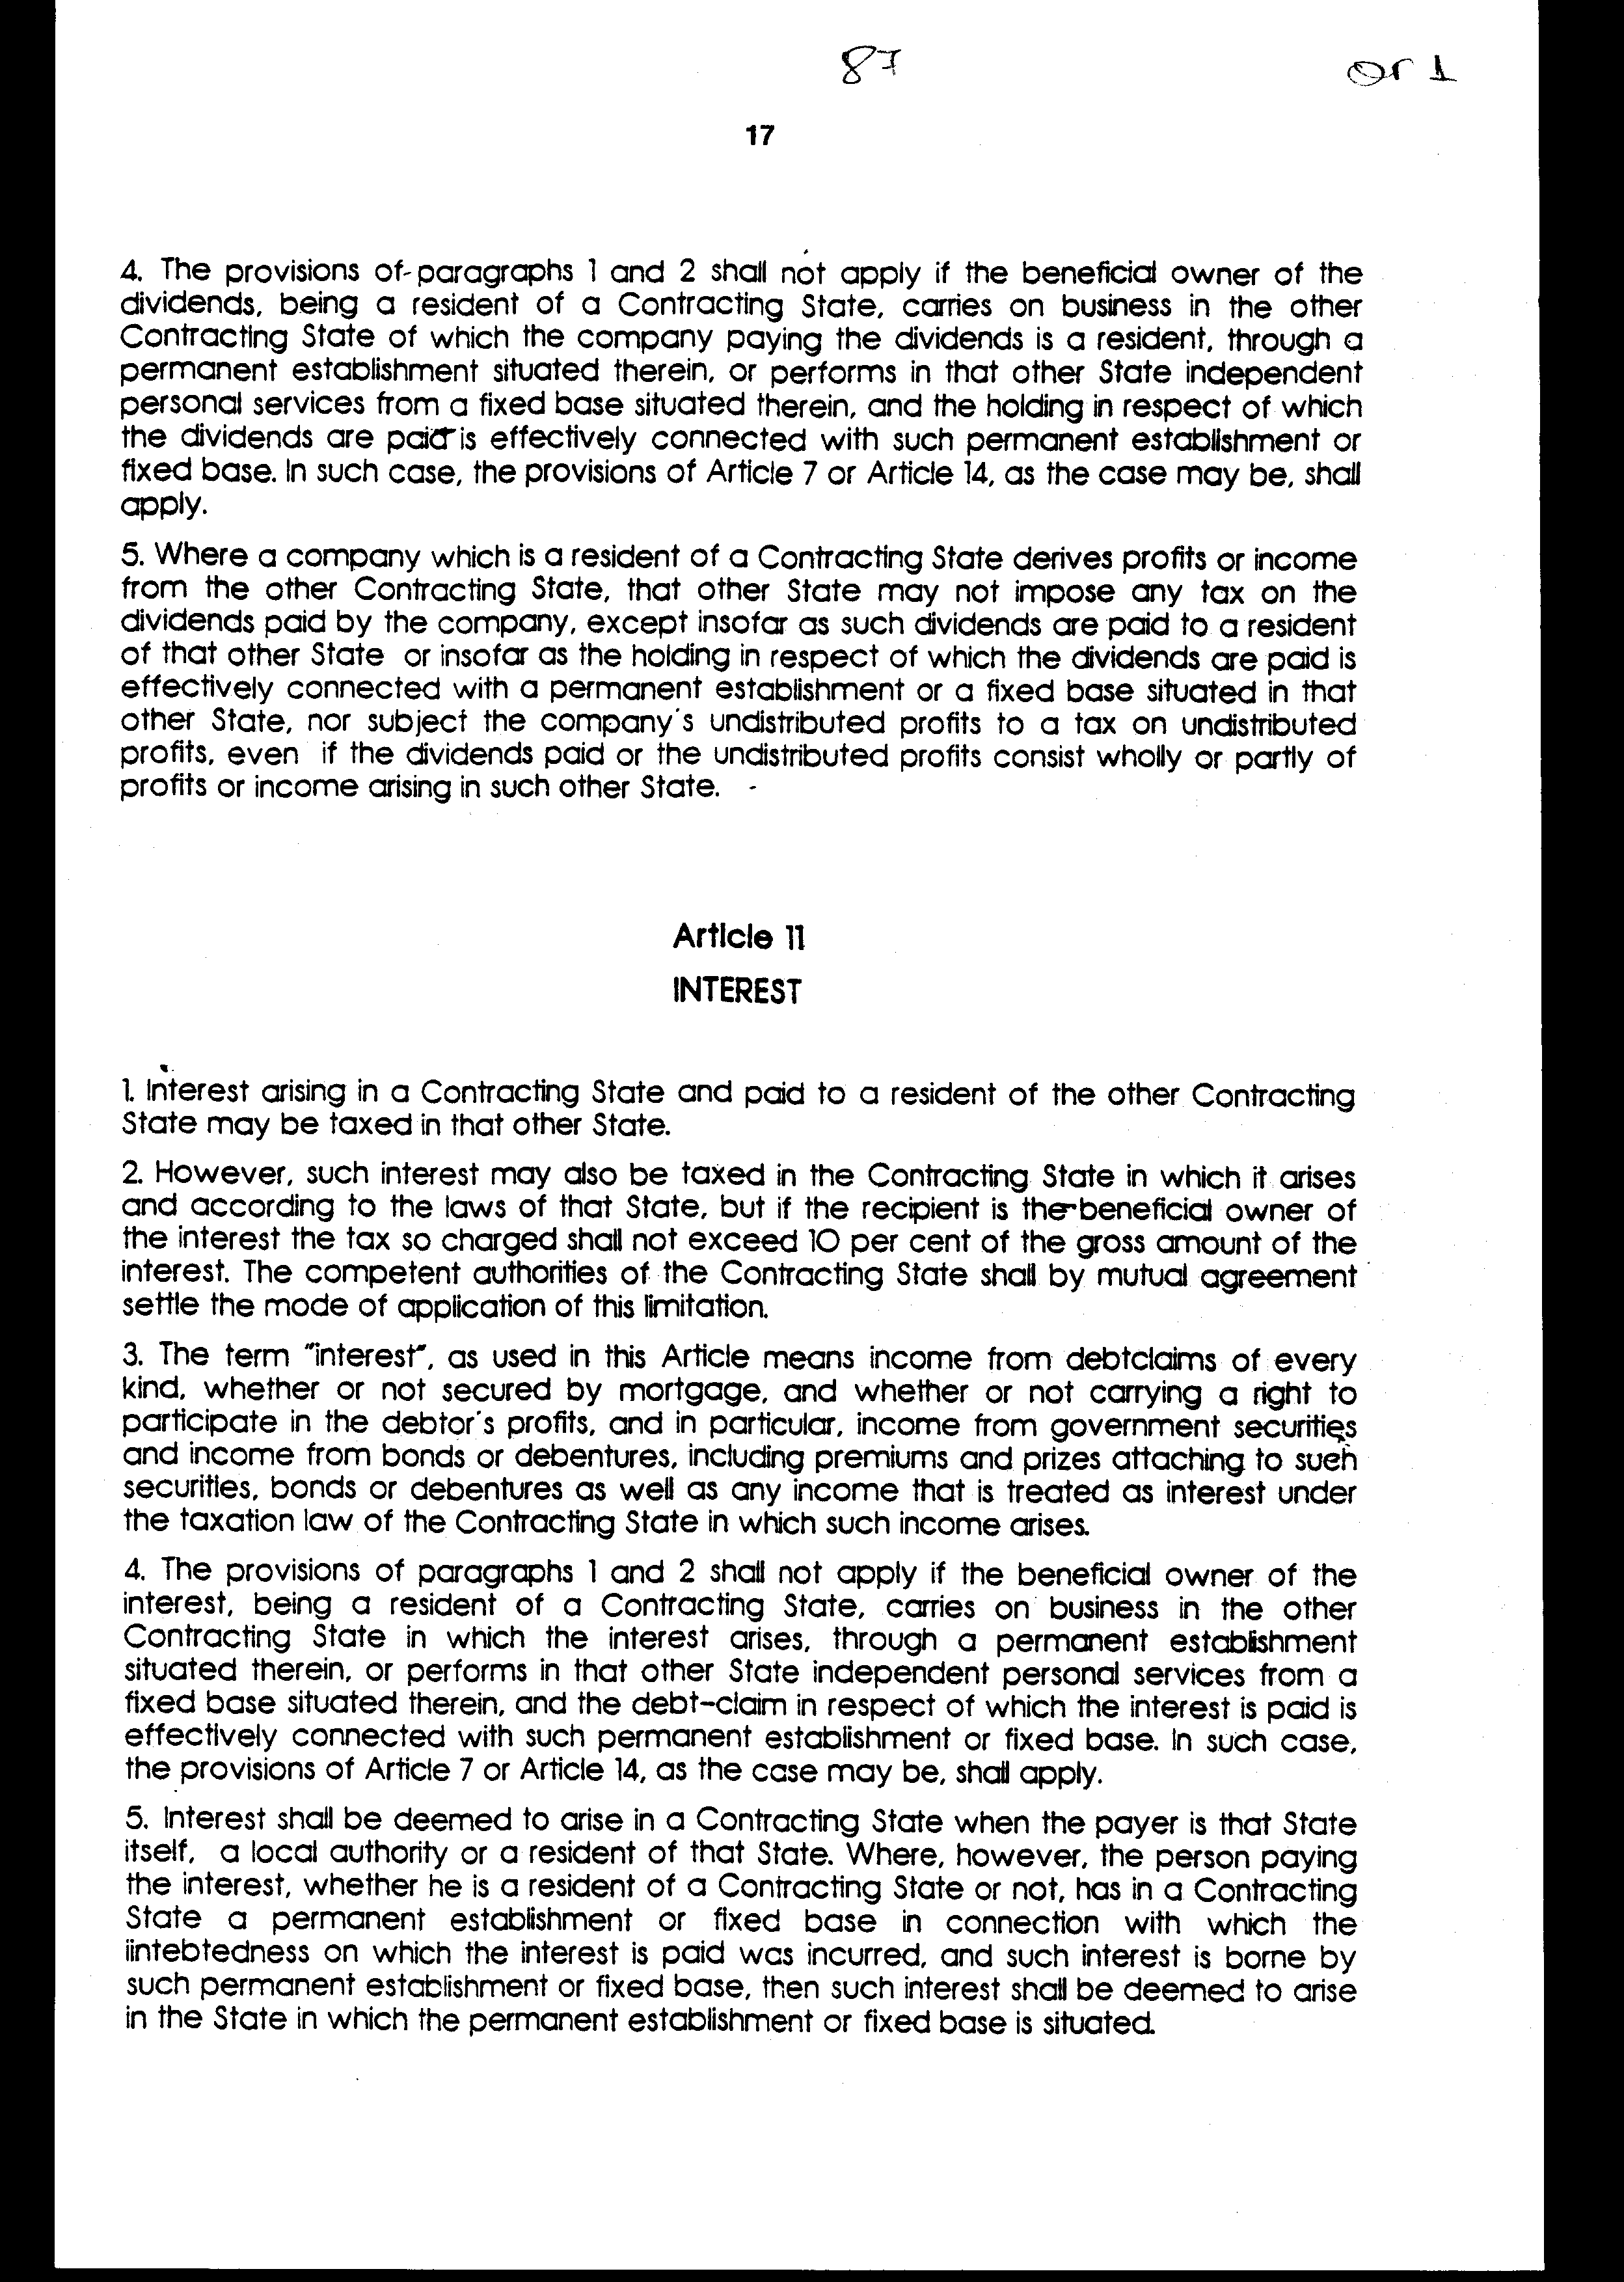 87
or 1
17
4. The provisions of paragraphs 1 and 2 shall not apply if the beneficial owner of the
dividends, being a resident of a Contracting State, carries on business in the other
Contracting State of which the company paying the dividends is a resident, through a
permanent establishment situated therein, or performs in that other State independent
personal services from a fixed base situated therein, and the holding in respect of which
the dividends are paid is effectively connected with such permanent establishment or
fixed base. In such case, the provisions of Article 7 or Article 14, as the case may be, shall
apply.
5. Where a company which is a resident of a Contracting State derives profits or income
from the other Contracting State, that other State may not impose any tax on the
dividends paid by the company, except insofar as such dividends are paid to a resident
of that other State or insofar as the holding in respect of which the dividends are paid is
effectively connected with a permanent establishment or a fixed base situated in that
other State, nor subject the company's undistributed profits to a tax on undistributed
profits, even if the dividends paid or the undistributed profits consist wholly or partly of
profits or income arising in such other State.
Article 11
INTEREST
1. Interest arising in a Contracting State and paid to a resident of the other Contracting
State may be taxed in that other State.
2. However, such interest may also be taxed in the Contracting State in which it arises
and according to the laws of that State, but if the recipient is the beneficial owner of
the interest the tax so charged shall not exceed 10 per cent of the gross amount of the
interest. The competent authorities of the Contracting State shall by mutual agreement
settle the mode of application of this limitation.
3. The term "interest", as used in this Article means income from debtclaims of every
kind, whether or not secured by mortgage, and whether or not carrying a right to
participate in the debtor's profits, and in particular, income from government securities
and income from bonds or debentures, including premiums and prizes attaching to such
securities, bonds or debentures as well as any income that is treated as interest under
the taxation law of the Contracting State in which such income arises.
4. The provisions of paragraphs 1 and 2 shall not apply if the beneficial owner of the
interest, being a resident of a Contracting State, carries on business in the other
Contracting State in which the interest arises, through a permanent establishment
situated therein, or performs in that other State independent personal services from a
fixed base situated therein, and the debt-claim in respect of which the interest is paid is
effectively connected with such permanent establishment or fixed base. In such case,
the provisions of Article 7 or Article 14, as the case may be, shall apply.
5. Interest shall be deemed to arise in a Contracting State when the payer is that State
itself, a local authority or a resident of that State. Where, however, the person paying
the interest, whether he is a resident of a Contracting State or not, has in a Contracting
State a permanent establishment or fixed base in connection with which the
iintebtedness on which the interest is paid was incurred, and such interest is borne by
such permanent establishment or fixed base, then such interest shall be deemed to arise
in the State in which the permanent establishment or fixed base is situated.